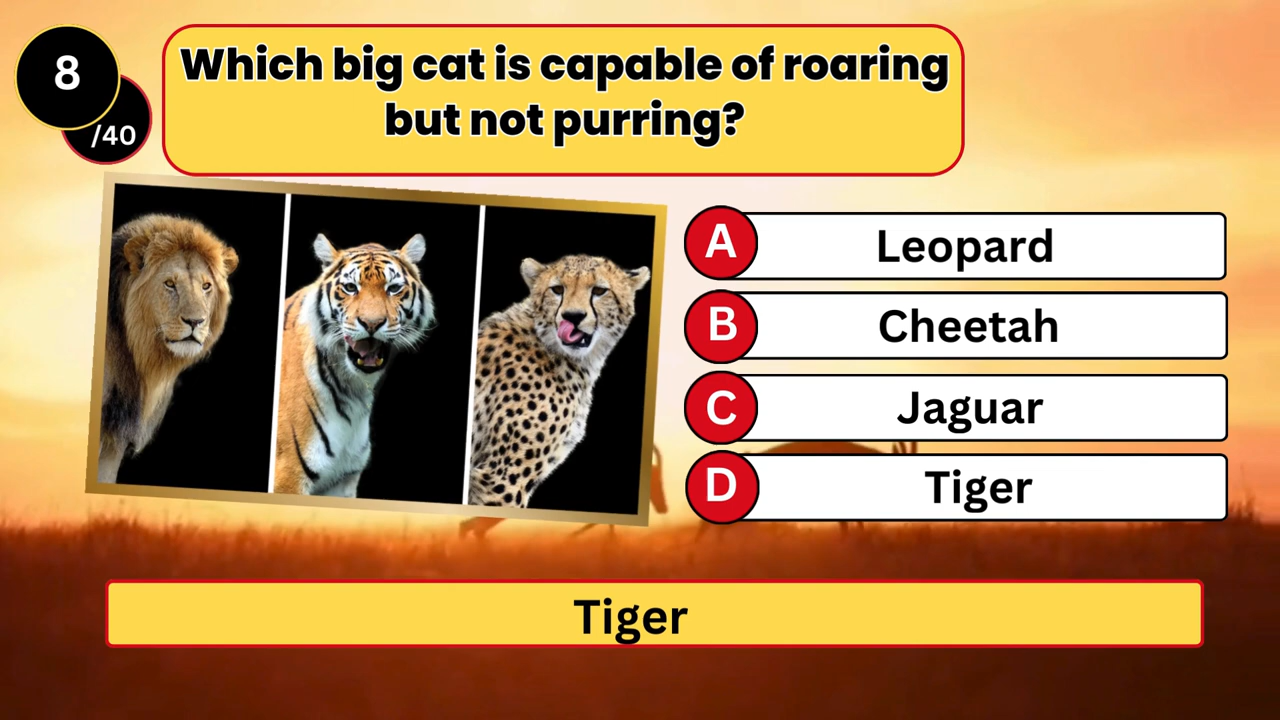 8
/40
Which big cat is capable of roaring
but not purring?
A Leopard
B Cheetah
C Jaguar
D Tiger
Tiger